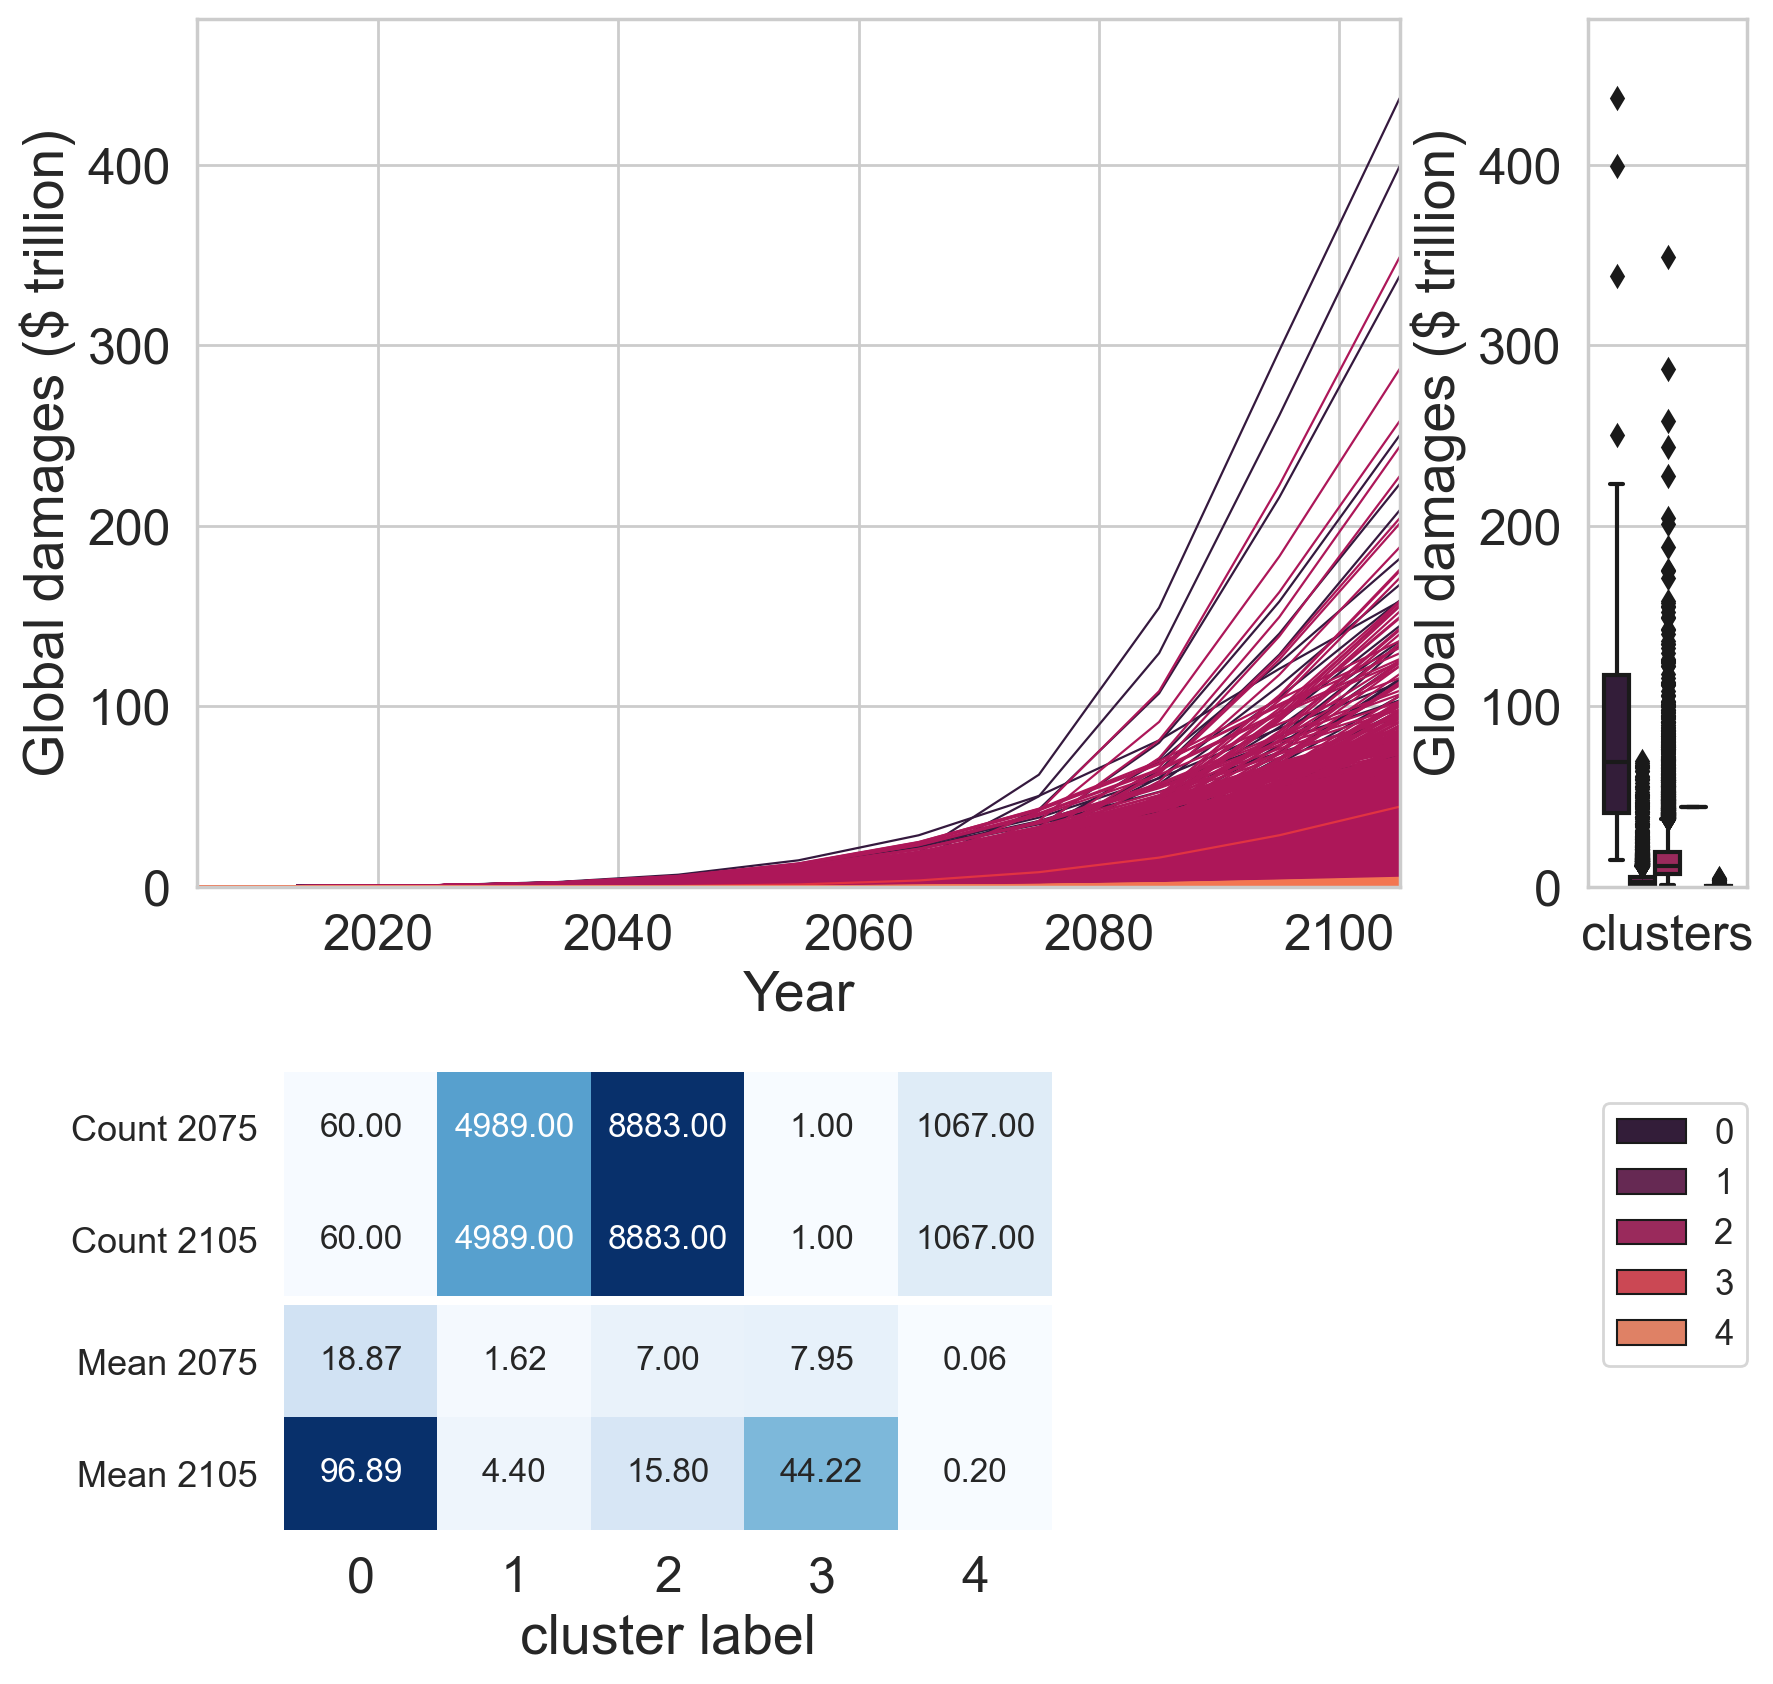 Global damages ($ trillion)
400
300
200
100
0
2020 2040 2060 2080 2100
Year
Global damages ($ trillion)
400
300
200
100
0
clusters
Count 2075 60.00 4989.00 8883.00 1.00 1067.00
Count 2105 60.00 4989.00 8883.00 1.00 1067.00
Mean 2075 18.87 1.62 7.00 7.95 0.06
Mean 2105 96.89 4.40 15.80 44.22 0.20
0 1 2 3 4
cluster label
0
1
2
3
4